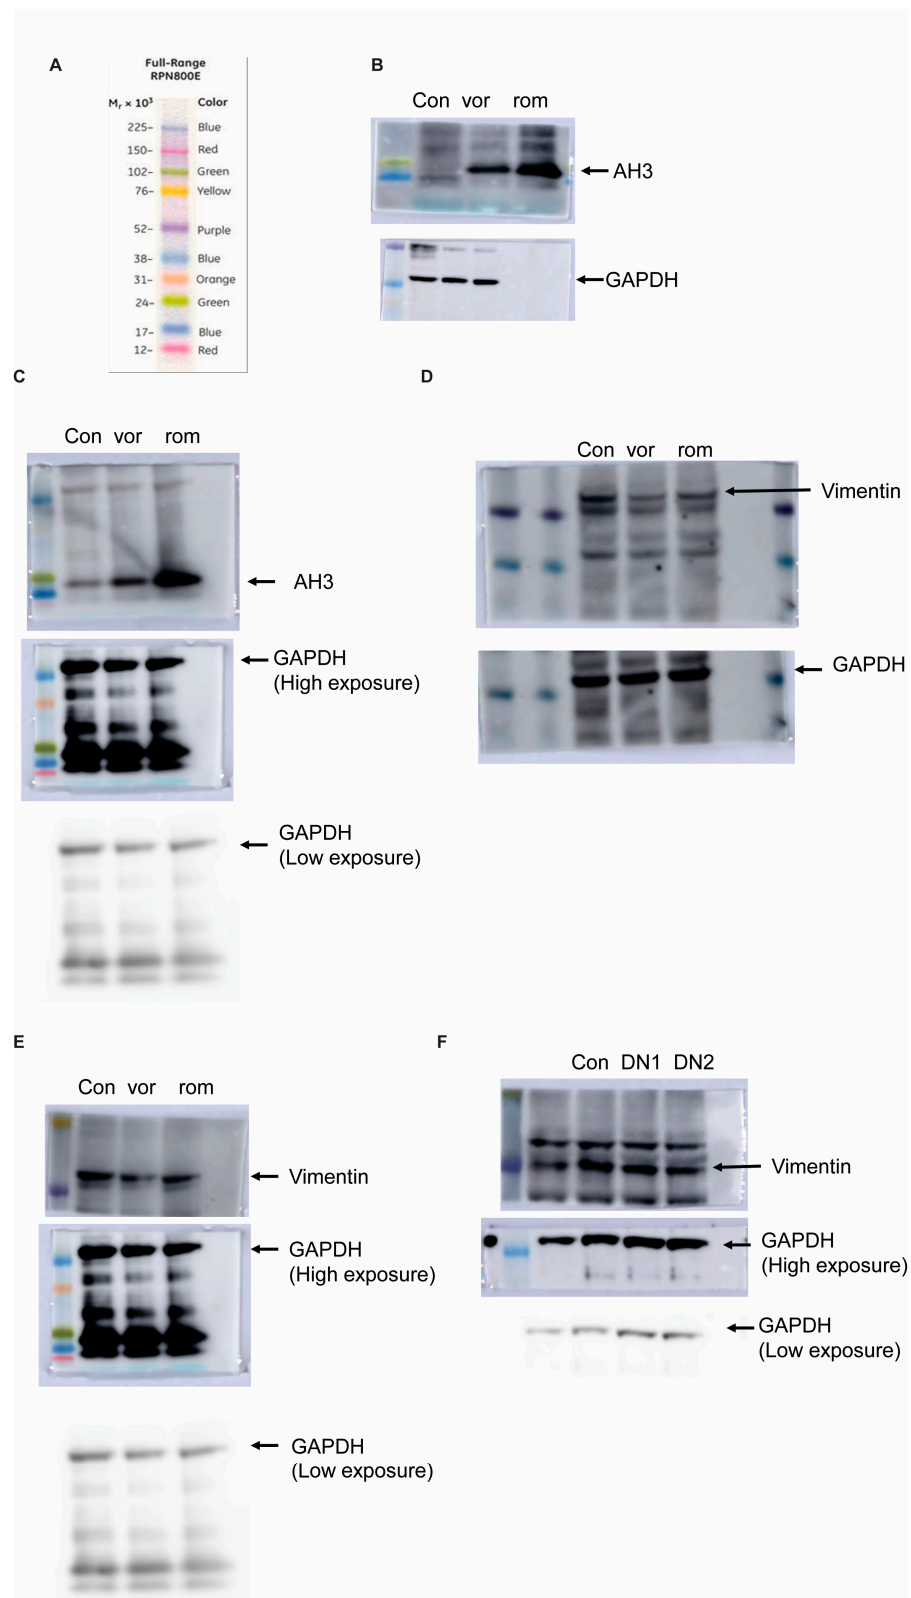 A
Full-Range
RPN800E
Mr × 10³ Color
225- Blue
150- Red
102- Green
76- Yellow
52- Purple
38- Blue
31- Orange
24- Green
17- Blue
12- Red
B
Con vor rom
AH3
GAPDH
C
Con vor rom
AH3
GAPDH
(High exposure)
GAPDH
(Low exposure)
D
Con vor rom
Vimentin
GAPDH
E
Con vor rom
Vimentin
GAPDH
(High exposure)
GAPDH
(Low exposure)
F
Con DN1 DN2
Vimentin
GAPDH
(High exposure)
GAPDH
(Low exposure)